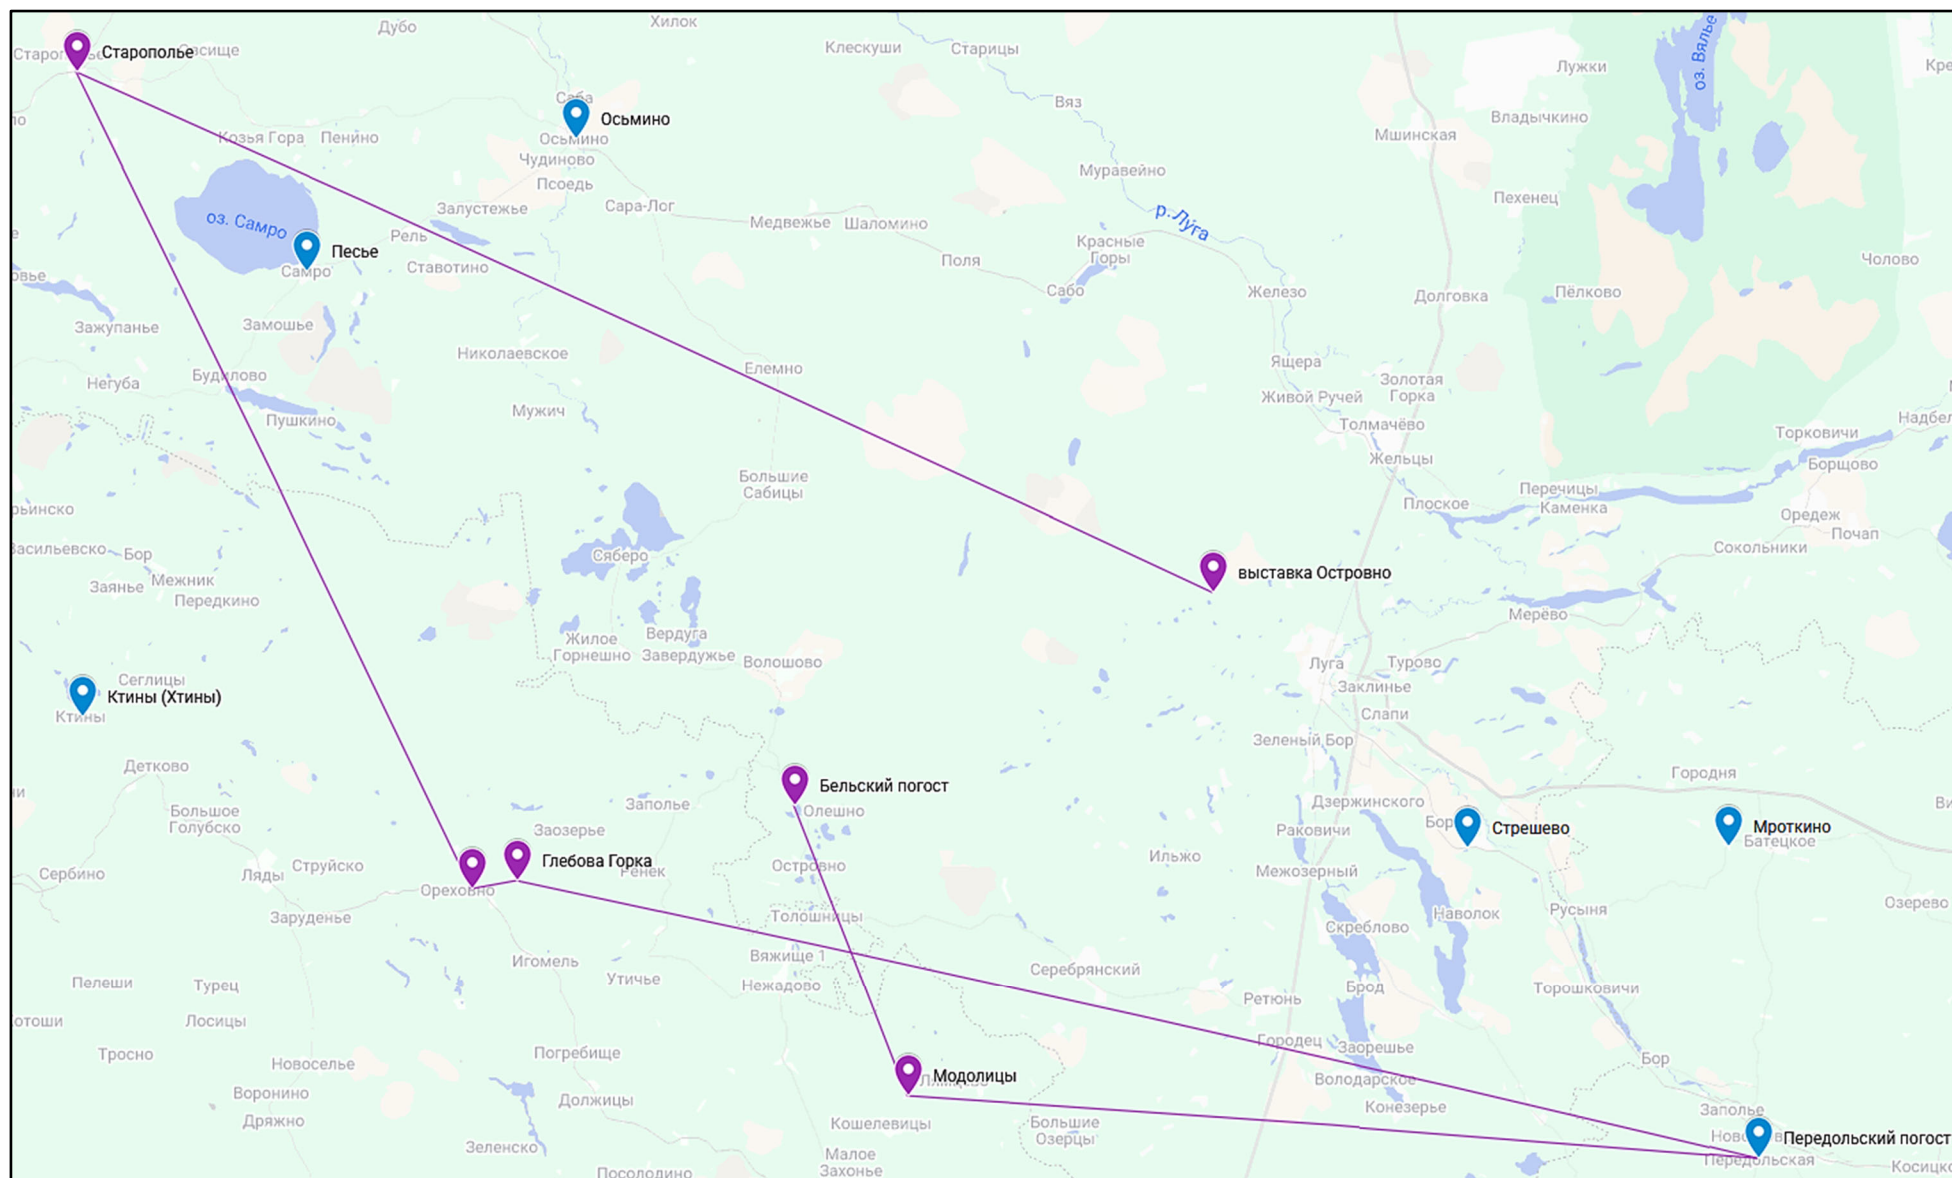 Хилок
Дубо
Клескуши
Старицы
Старополье
Лужки
оз. Вялье
Саба
Вяз
Осьмино
Осьмино
Владычкино
Мшинская
Козья Гора
Пенино
Чудиново
Псоедь
Муравейно
Пехенец
Залустежье
Сара-Лог
р. Луга
оз. Самро
Медвежье
Шаломино
Рель
Красные
Горы
Песье
Самро
Ставотино
Поля
Чолово
Сабо
Железо
Долговка
Пёлково
Зажупанье
Замошье
Николаевское
Ящера
Елемно
Негуба
Будилово
Золотая
Горка
Живой Ручей
Мужич
Пушкино
Толмачёво
Торковичи
Жельцы
Борщово
Большие
Сабицы
Перечицы
Каменка
Плоское
Оредеж
Почап
Сокольники
Бор
Сяберо
выставка Островно
Межник
Заянье
Передкино
Мерёво
Жилое
Горнешно
Вердуга
Завердужье
Волошово
Луга
Турово
Сеглицы
Заклинье
Ктины (Хтины)
Ктины
Слапи
Зеленый Бор
Детково
Городня
Бельский погост
Олешно
Заполье
Дзержинского
Большое
Голубско
Стрешево
Мроткино
Батецкое
Заозерье
Раковичи
Глебова Горка
Ренек
Островно
Ильжо
Струйско
Сербино
Ляды
Межозерный
Ореховно
Озерево
Заруденье
Толошницы
Наволок
Русыня
Скреблово
Вяжище 1
Игомель
Серебрянский
Пелеши
Турец
Утичье
Нежадово
Брод
Торошковичи
Ретюнь
Лосицы
Городец
Заорешье
Тросно
Погребище
Бор
Новоселье
Модолицы
Володарское
Воронино
Должицы
Конезерье
Заполье
Дряжно
Кошелевицы
Большие
Озерцы
Передольский погост
Зеленско
Малое
Захонье
Передольская
Посолодино